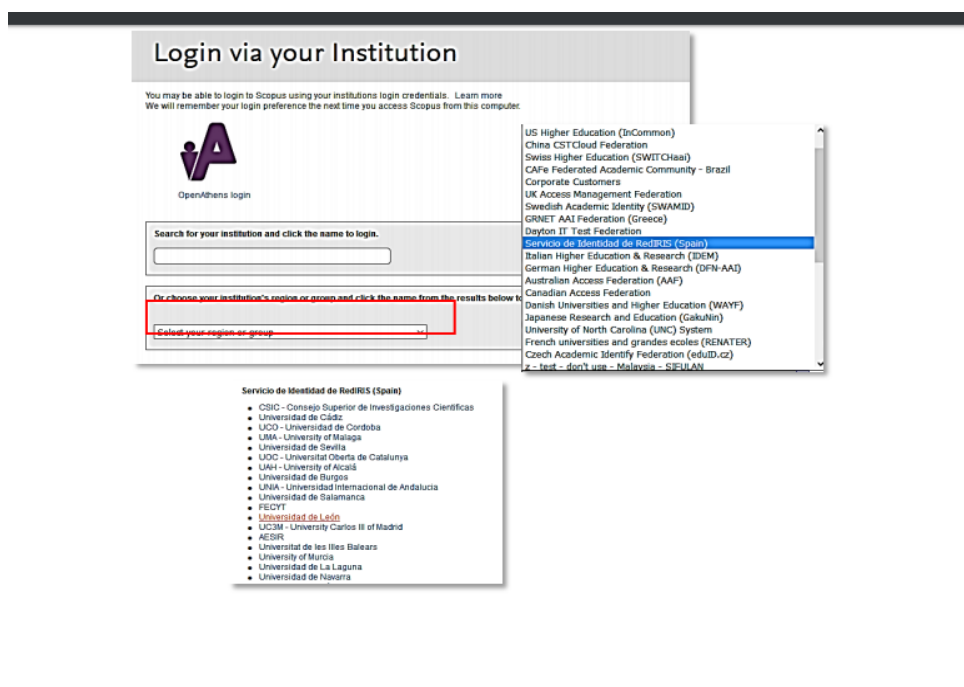 Login via your Institution
You may be able to login to Scopus using your institutions login credentials. Learn more
We will remember your login preference the next time you access Scopus from this computer.
OpenAthens login
Search for your institution and click the name to login.
Or choose your institution's region or group and click the name from the results below to
Select your region or group
US Higher Education (InCommon)
China CSTCloud Federation
Swiss Higher Education (SWITCHaai)
CAFe Federated Academic Community - Brazil
Corporate Customers
UK Access Management Federation
Swedish Academic Identity (SWAMID)
GRNET AAI Federation (Greece)
Dayton IT Test Federation
Servicio de Identidad de RedIRIS (Spain)
Italian Higher Education & Research (IDEM)
German Higher Education & Research (DFN-AAI)
Australian Access Federation (AAF)
Canadian Access Federation
Danish Universities and Higher Education (WAYF)
Japanese Research and Education (GakuNin)
University of North Carolina (UNC) System
French universities and grandes ecoles (RENATER)
Czech Academic Identify Federation (eduID.cz)
z - test - don't use - Malaysia - SIFULAN
Servicio de Identidad de RedIRIS (Spain)
CSIC - Consejo Superior de Investigaciones Científicas
Universidad de Cádiz
UCO - Universidad de Cordoba
UMA - University of Malaga
Universidad de Sevilla
UOC - Universitat Oberta de Catalunya
UAH - University of Alcalá
Universidad de Burgos
UNIA - Universidad Internacional de Andalucia
Universidad de Salamanca
FECYT
Universidad de León
UC3M - University Carlos III of Madrid
AESIR
Universitat de les Illes Balears
University of Murcia
Universidad de La Laguna
Universidad de Navarra